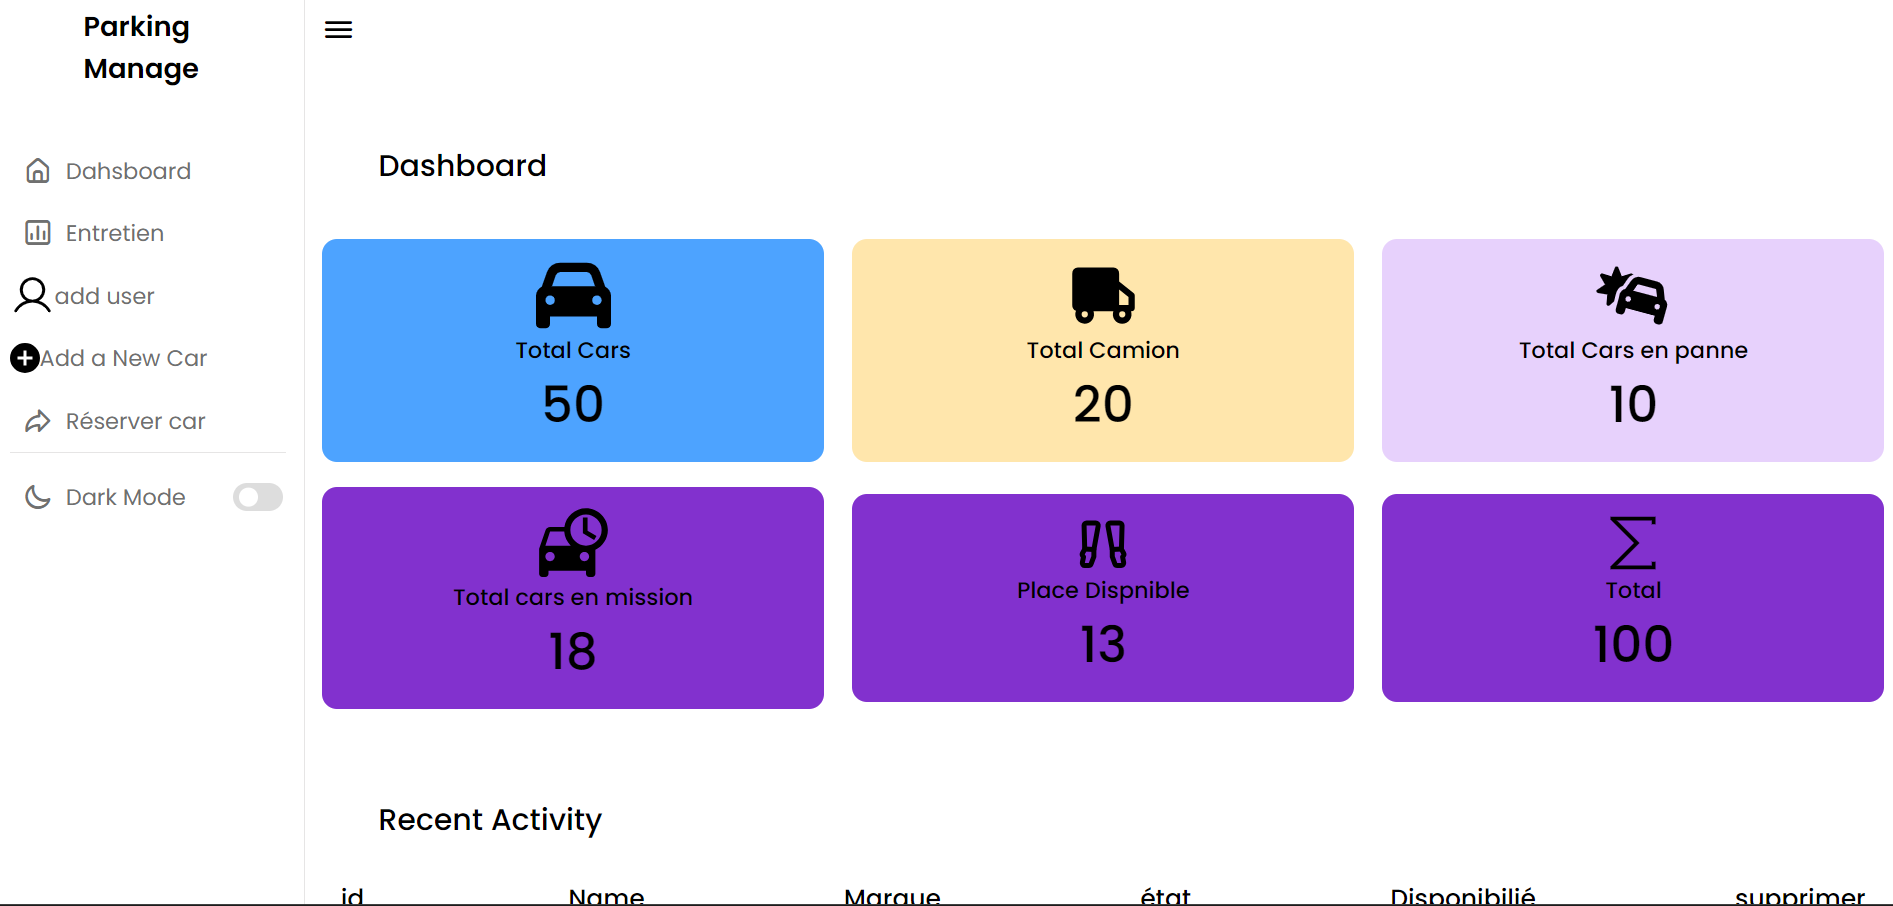 Parking
Manage
Dahsboard
Entretien
add user
Add a New Car
Réserver car
Dark Mode
Dashboard
Total Cars
50
Total Camion
20
Total Cars en panne
10
Total cars en mission
18
Place Dispnible
13
Total
100
Recent Activity
id Name Marque état Disponibilié supprimer